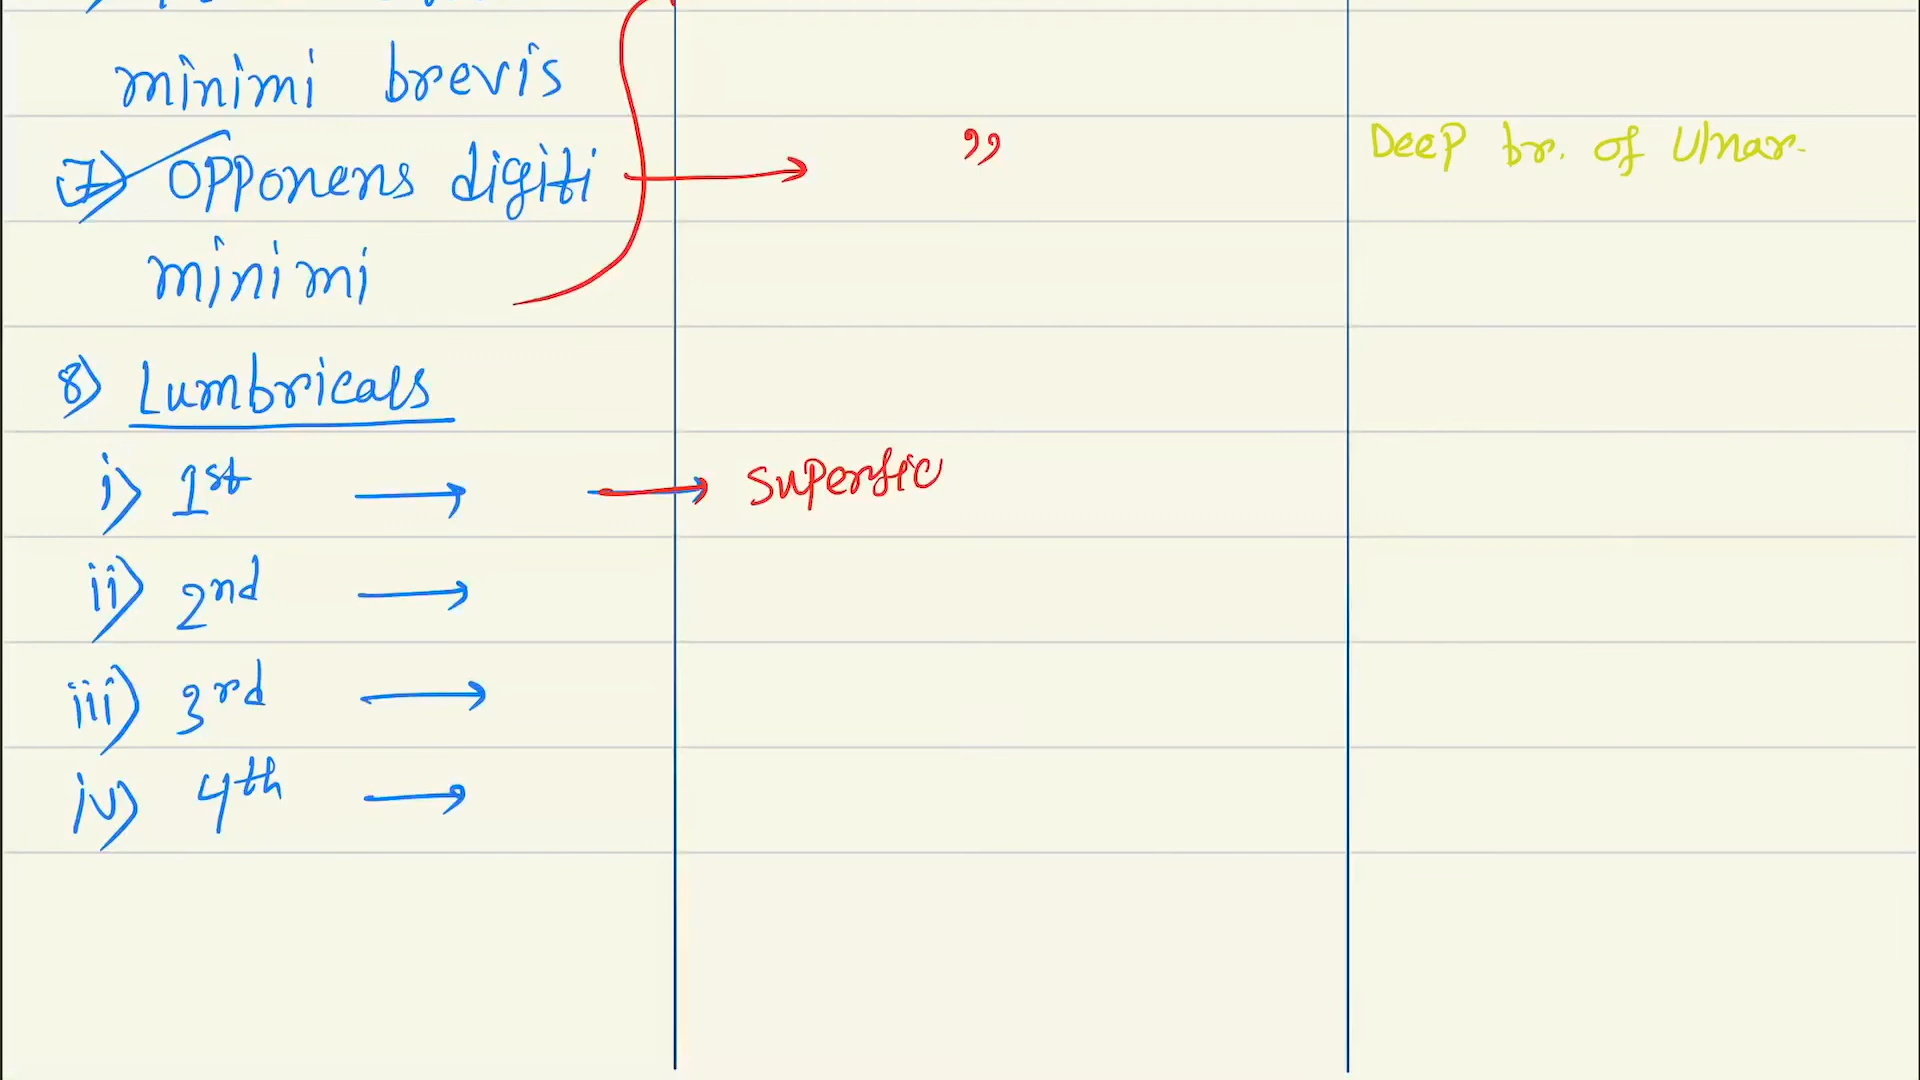 minimi brevis
7) Opponens digiti → ” Deep br. of Ulnar.
minimi
8) Lumbricals
i) 1st → → Superfic
ii) 2nd →
iii) 3rd →
iv) 4th →